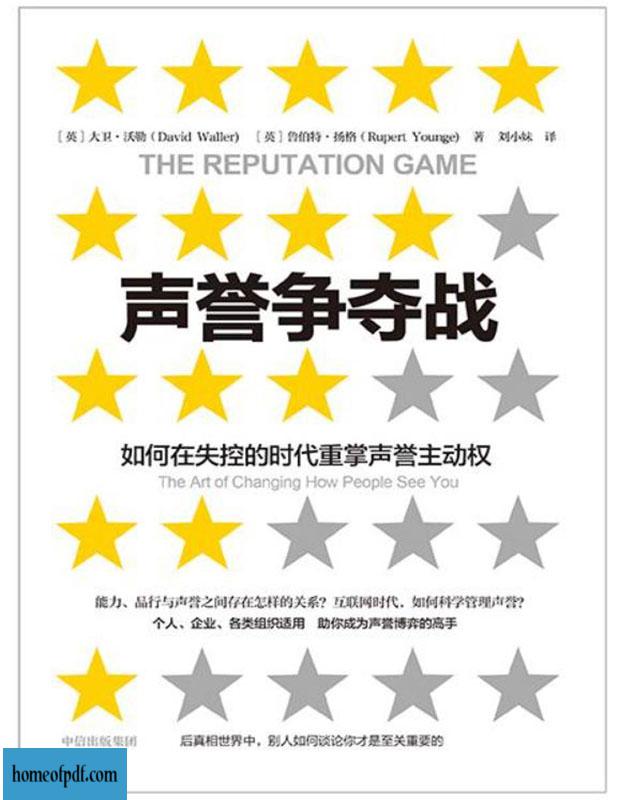 [英]大卫·沃勒(David Waller) [英]鲁伯特·扬格(Rupert Younge) 著 刘小妹 译
THE REPUTATION GAME
声誉争夺战
如何在失控的时代重掌声誉主动权
The Art of Changing How People See You
能力、品行与声誉之间存在怎样的关系？互联网时代，如何科学管理声誉？
个人、企业、各类组织适用 助你成为声誉博弈的高手
中信出版集团 后真相世界中，别人如何谈论你才是至关重要的
homeofpdf.com